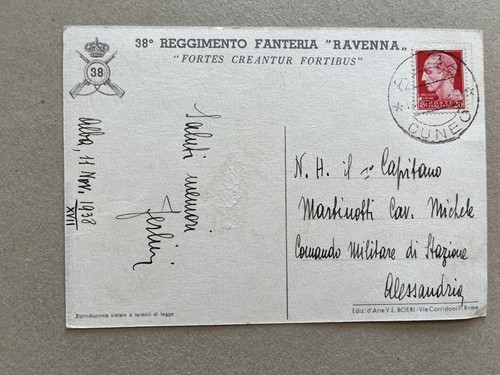 38° REGGIMENTO FANTERIA "RAVENNA"
"FORTES CREANTUR FORTIBUS"
38
CUNEO
Saluti memori
Alba, 11 Nov. 1938
XVII
N. H. il 1° Capitano
Martinotti Cav. Michele
Comando Militare di Stazione
Alessandria
Riproduzione vietata a termini di legge
Ediz. d'Arte V. E. BOERI - Via Corridoni 7 Roma